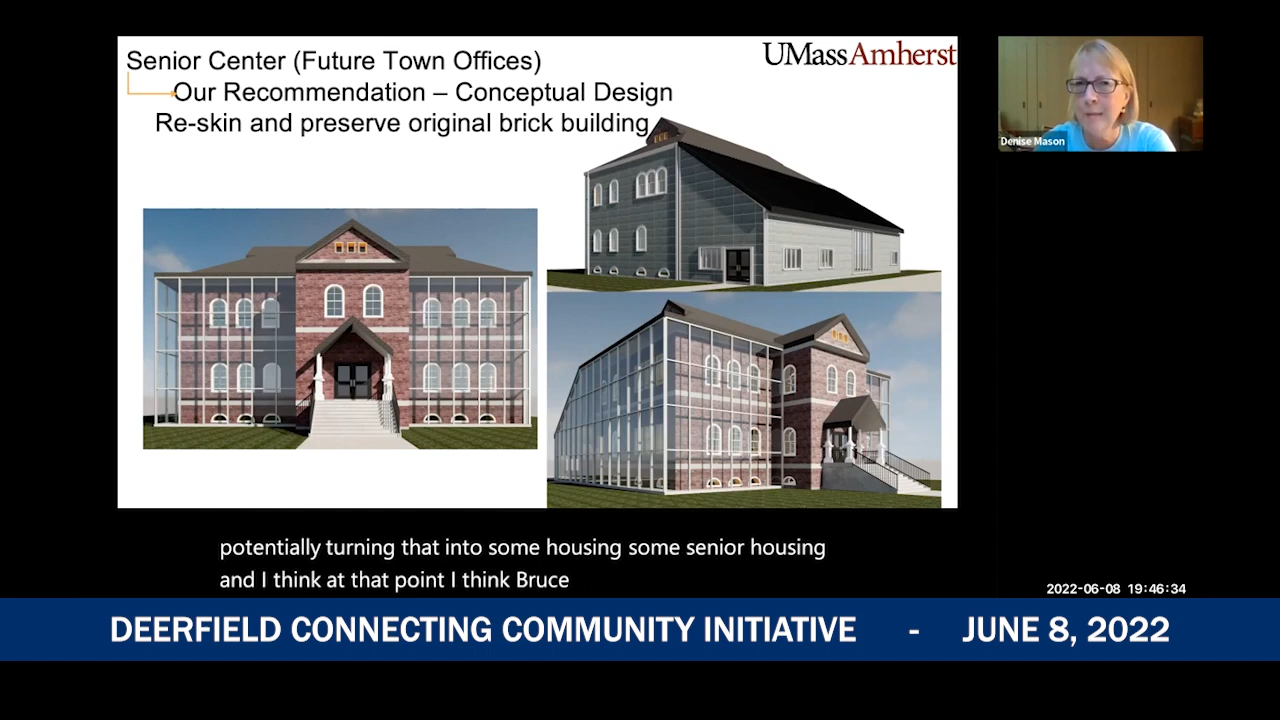 Senior Center (Future Town Offices)
UMassAmherst
Our Recommendation – Conceptual Design
Re-skin and preserve original brick building
Denise Mason
potentially turning that into some housing some senior housing
and I think at that point I think Bruce
2022-06-08 19:46:34
DEERFIELD CONNECTING COMMUNITY INITIATIVE - JUNE 8, 2022